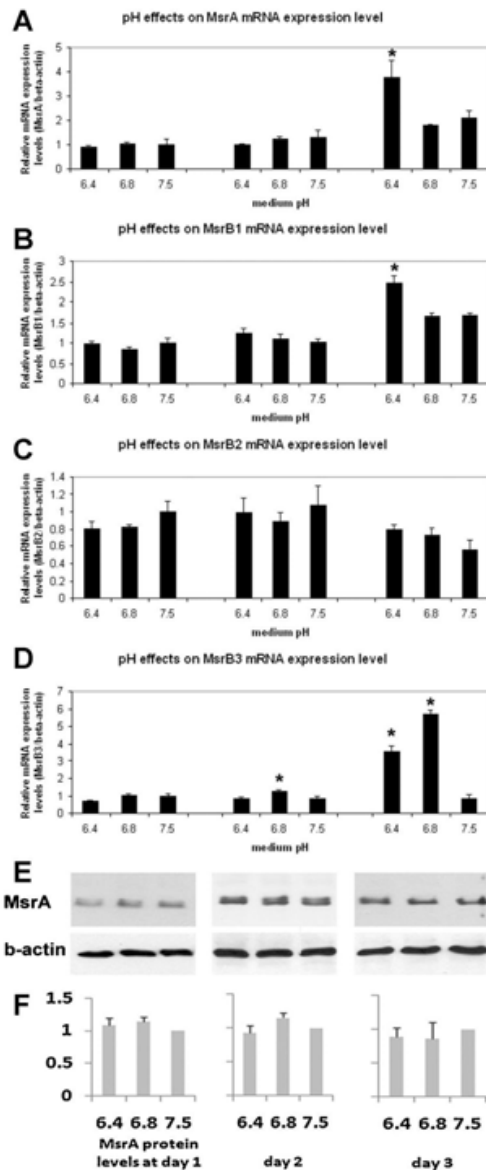 A
pH effects on MsrA mRNA expression level
Relative mRNA expression
levels (MsrA/beta-actin)
5
4
3
2
1
0
*
6.4 6.8 7.5 6.4 6.8 7.5 6.4 6.8 7.5
medium pH
B
pH effects on MsrB1 mRNA expression level
Relative mRNA expression
levels (MsrB1/beta-actin)
3
2.5
2
1.5
1
0.5
0
*
6.4 6.8 7.5 6.4 6.8 7.5 6.4 6.8 7.5
medium pH
C
pH effects on MsrB2 mRNA expression level
Relative mRNA expression
levels (MsrB2/beta-actin)
1.4
1.2
1
0.8
0.6
0.4
0.2
0
6.4 6.8 7.5 6.4 6.8 7.5 6.4 6.8 7.5
medium pH
D
pH effects on MsrB3 mRNA expression level
Relative mRNA expression
levels (MsrB3/beta-actin)
7
6
5
4
3
2
1
0
* * *
6.4 6.8 7.5 6.4 6.8 7.5 6.4 6.8 7.5
medium pH
E
MsrA
b-actin
F
1.5
1
0.5
0
6.4 6.8 7.5 6.4 6.8 7.5 6.4 6.8 7.5
MsrA protein
levels at day 1 day 2 day 3